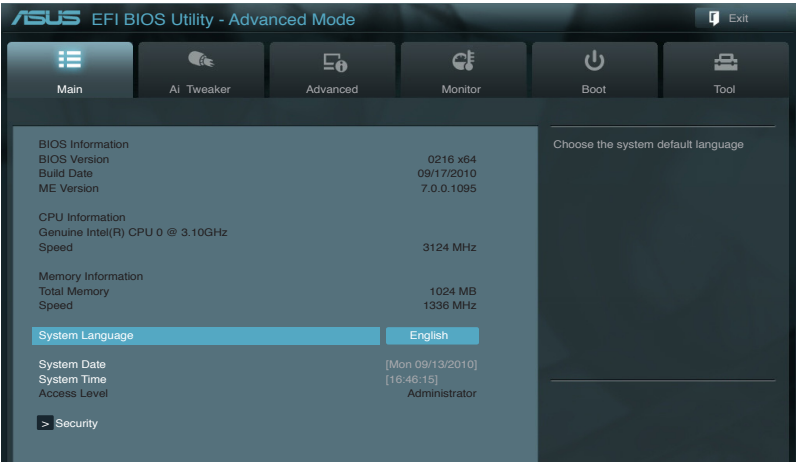 ASUS EFI BIOS Utility - Advanced Mode Exit
Main Ai Tweaker Advanced Monitor Boot Tool
BIOS Information
BIOS Version 0216 x64
Build Date 09/17/2010
ME Version 7.0.0.1095
CPU Information
Genuine Intel(R) CPU 0 @ 3.10GHz
Speed 3124 MHz
Memory Information
Total Memory 1024 MB
Speed 1336 MHz
System Language English
System Date [Mon 09/13/2010]
System Time [16:46:15]
Access Level Administrator
> Security
Choose the system default language